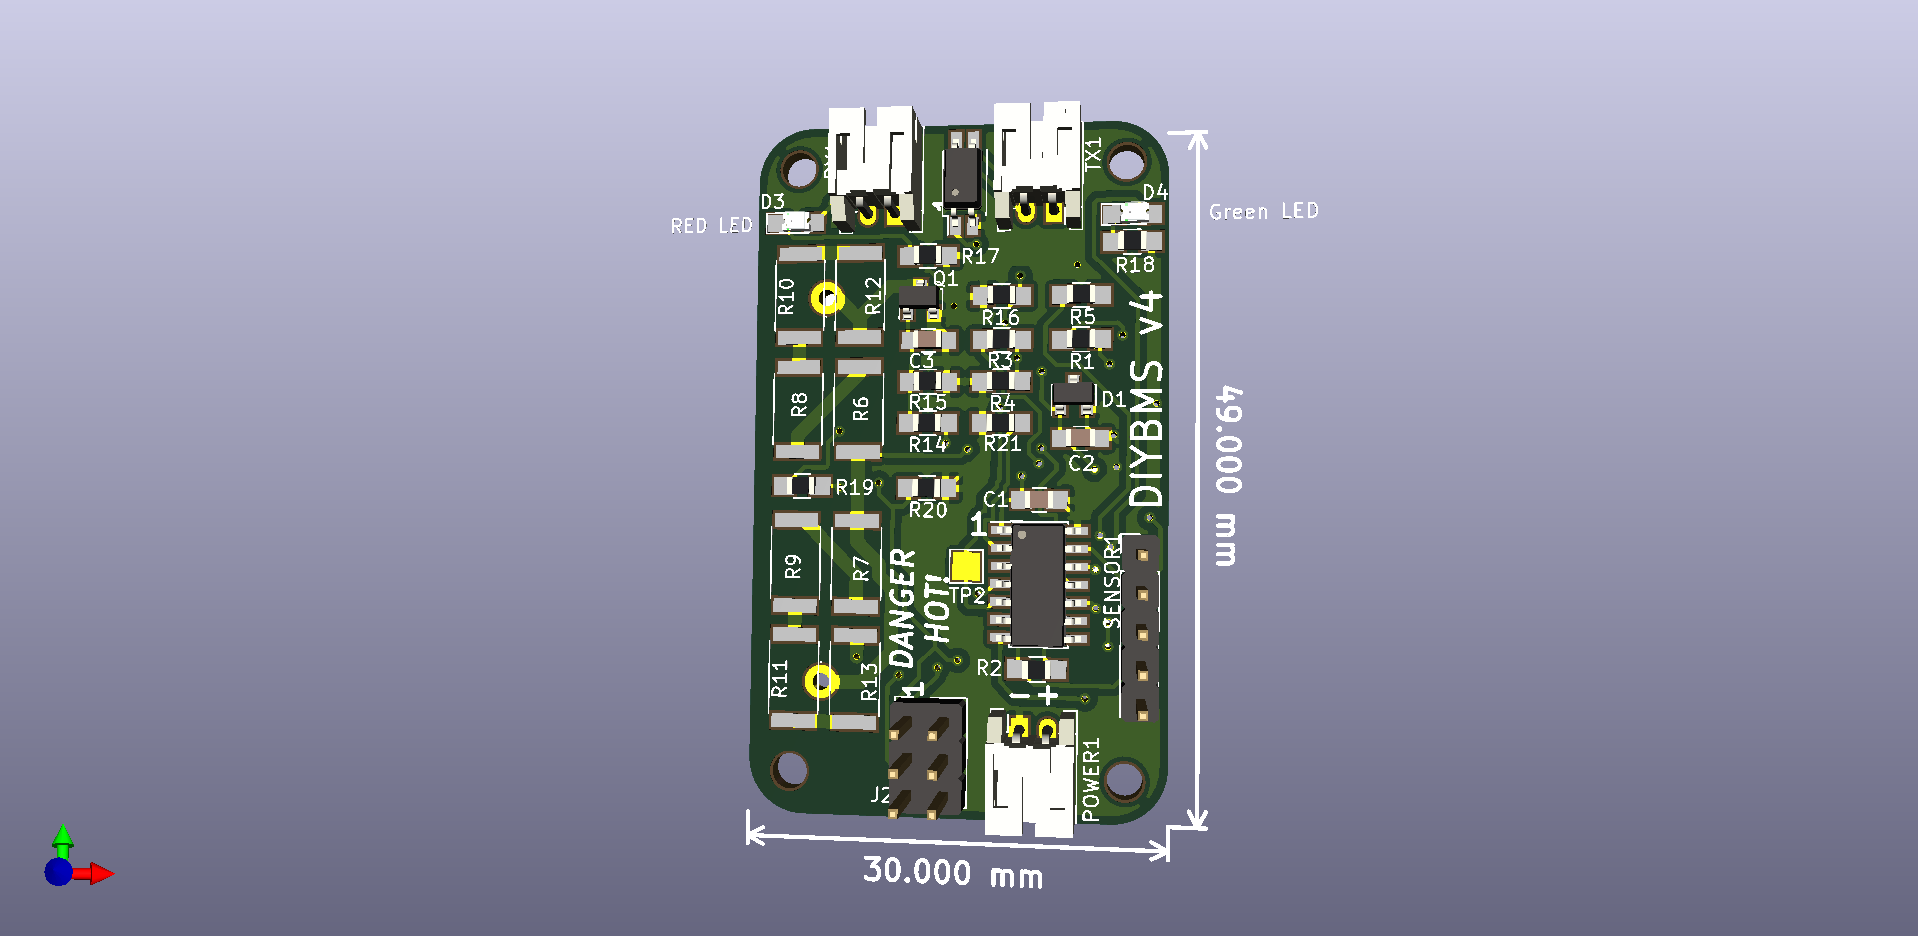 TX1
D3
D4
RED LED
Green LED
1
R17
R18
R10
R12
Q1
R16
R5
C3
R3
R1
R8
R6
R15
R4
D1
R14
R21
C2
DIYBMS v4
R19
R20
C1
1
49.000 mm
R9
R7
DANGER
HOT!
TP2
SENSOR1
R11
R13
R2
1
- +
J2
POWER1
30.000 mm